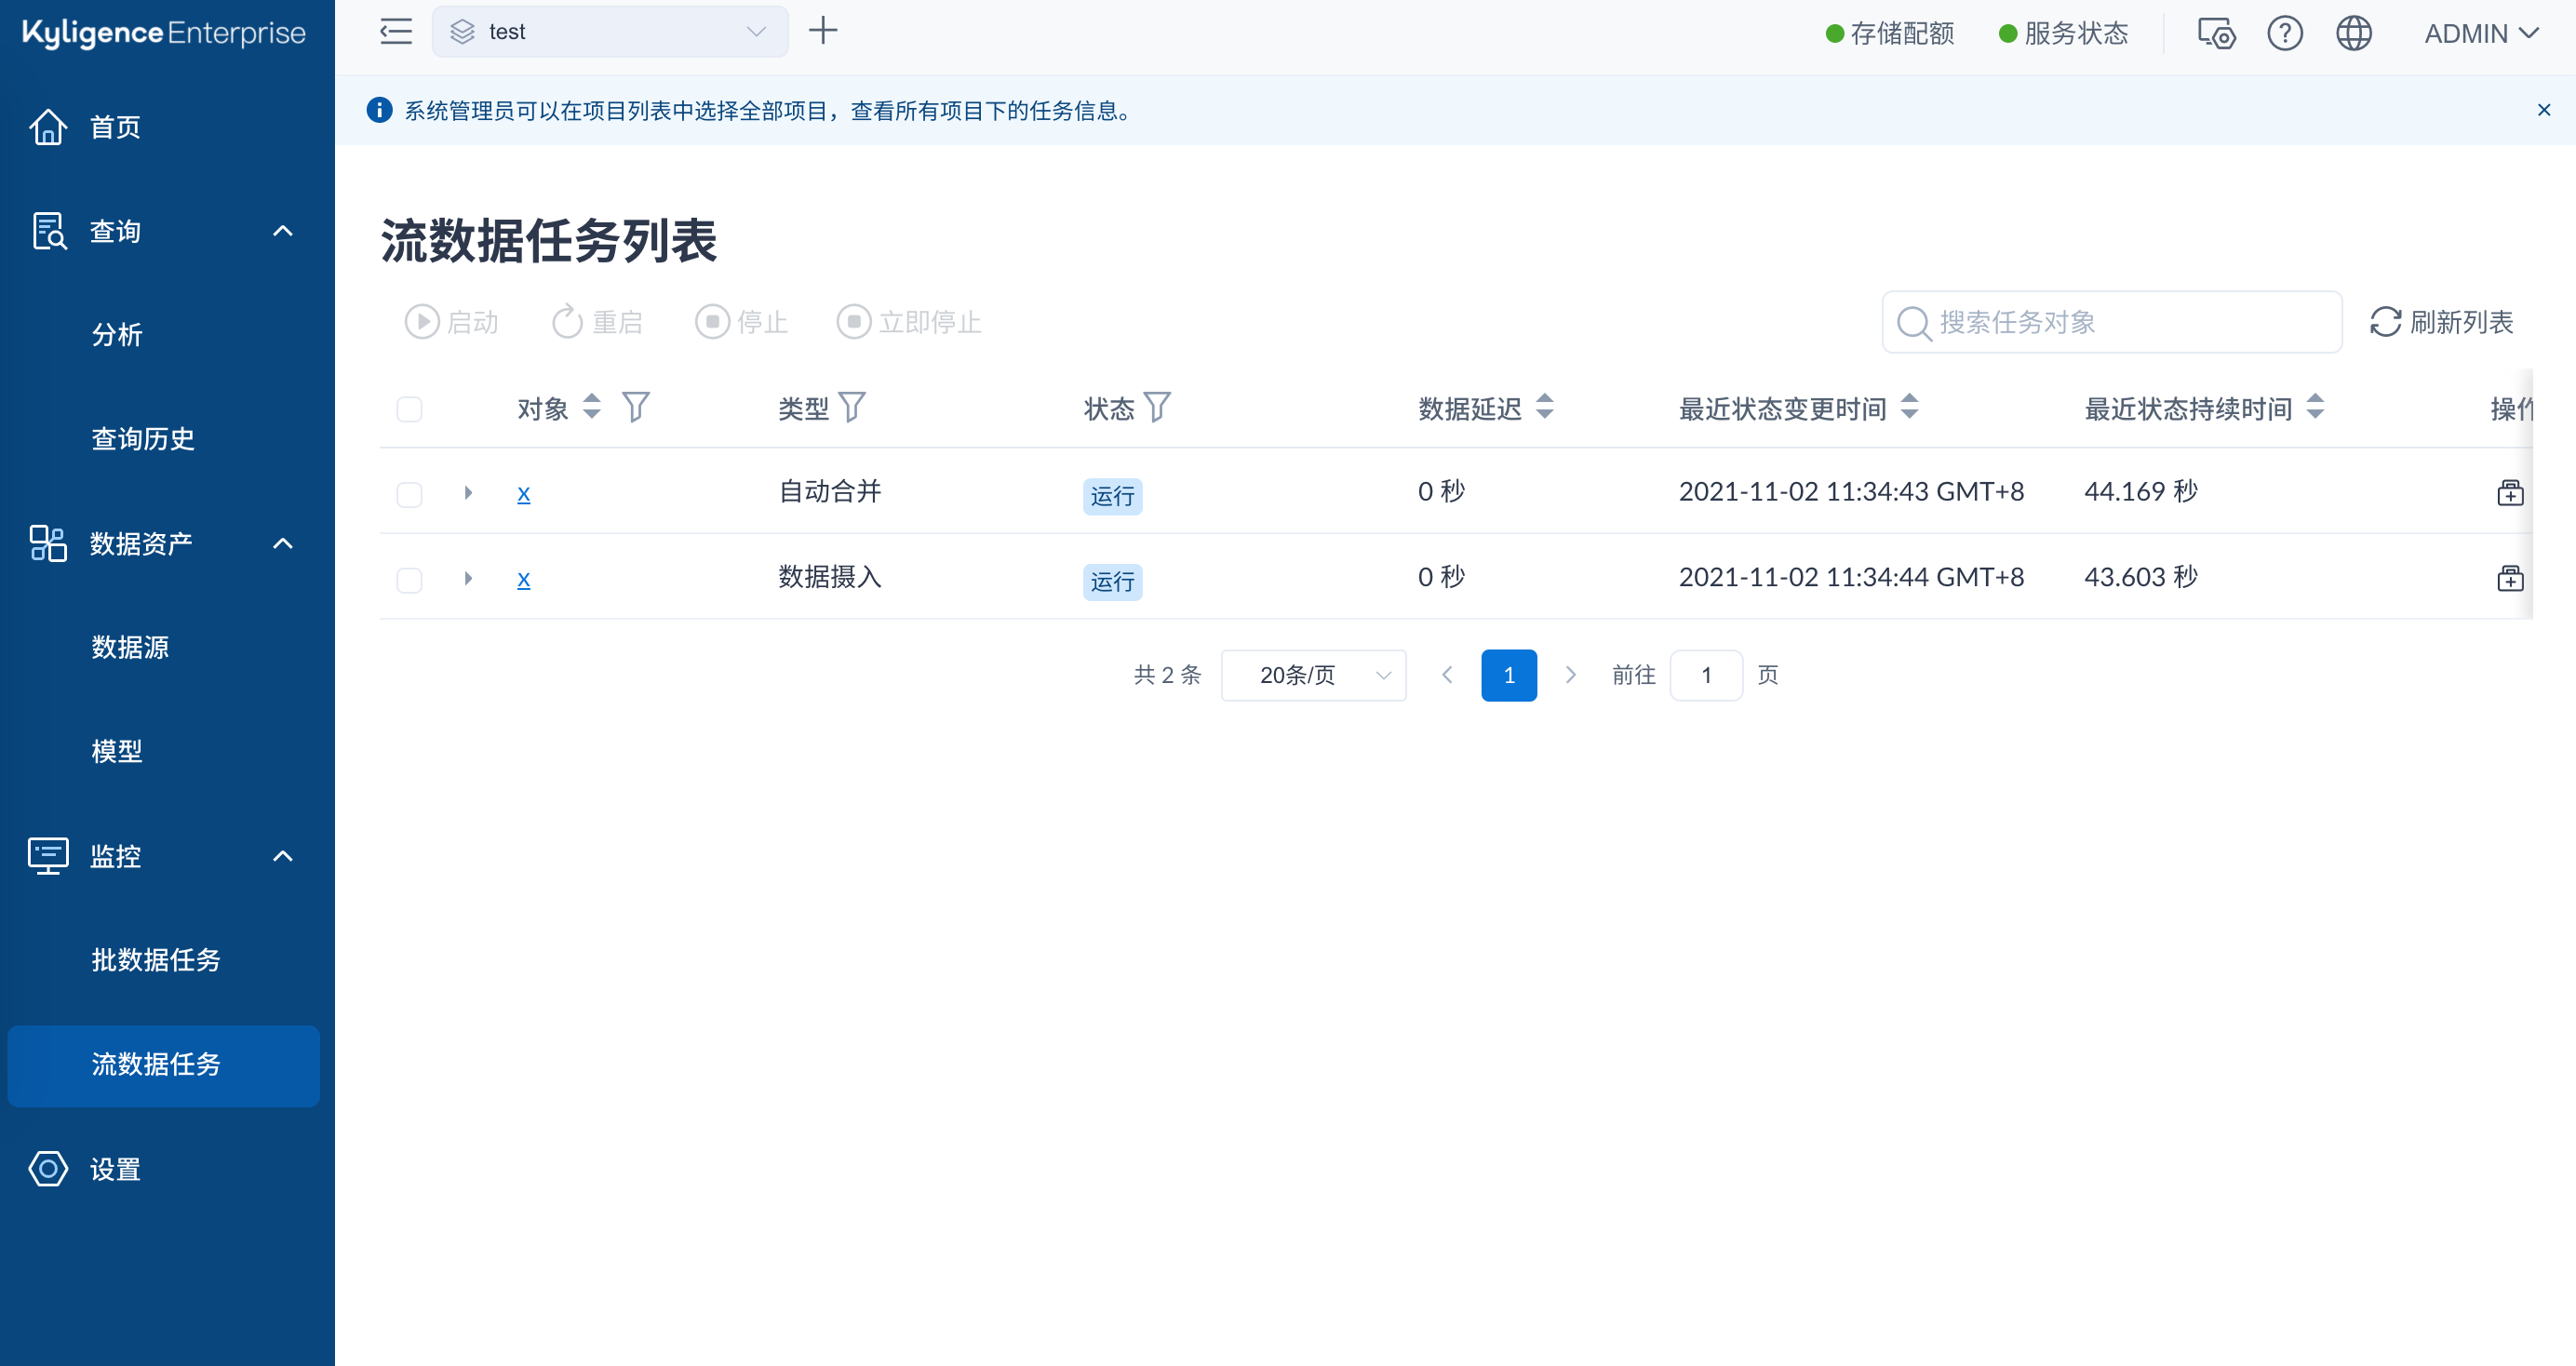 Kyligence Enterprise
首页
查询
分析
查询历史
数据资产
数据源
模型
监控
批数据任务
流数据任务
设置
test
存储配额
服务状态
ADMIN
系统管理员可以在项目列表中选择全部项目，查看所有项目下的任务信息。
流数据任务列表
启动 重启 停止 立即停止
搜索任务对象
刷新列表
对象 类型 状态 数据延迟 最近状态变更时间 最近状态持续时间 操作
x 自动合并 运行 0 秒 2021-11-02 11:34:43 GMT+8 44.169 秒
x 数据摄入 运行 0 秒 2021-11-02 11:34:44 GMT+8 43.603 秒
共 2 条 20条/页 1 前往 1 页